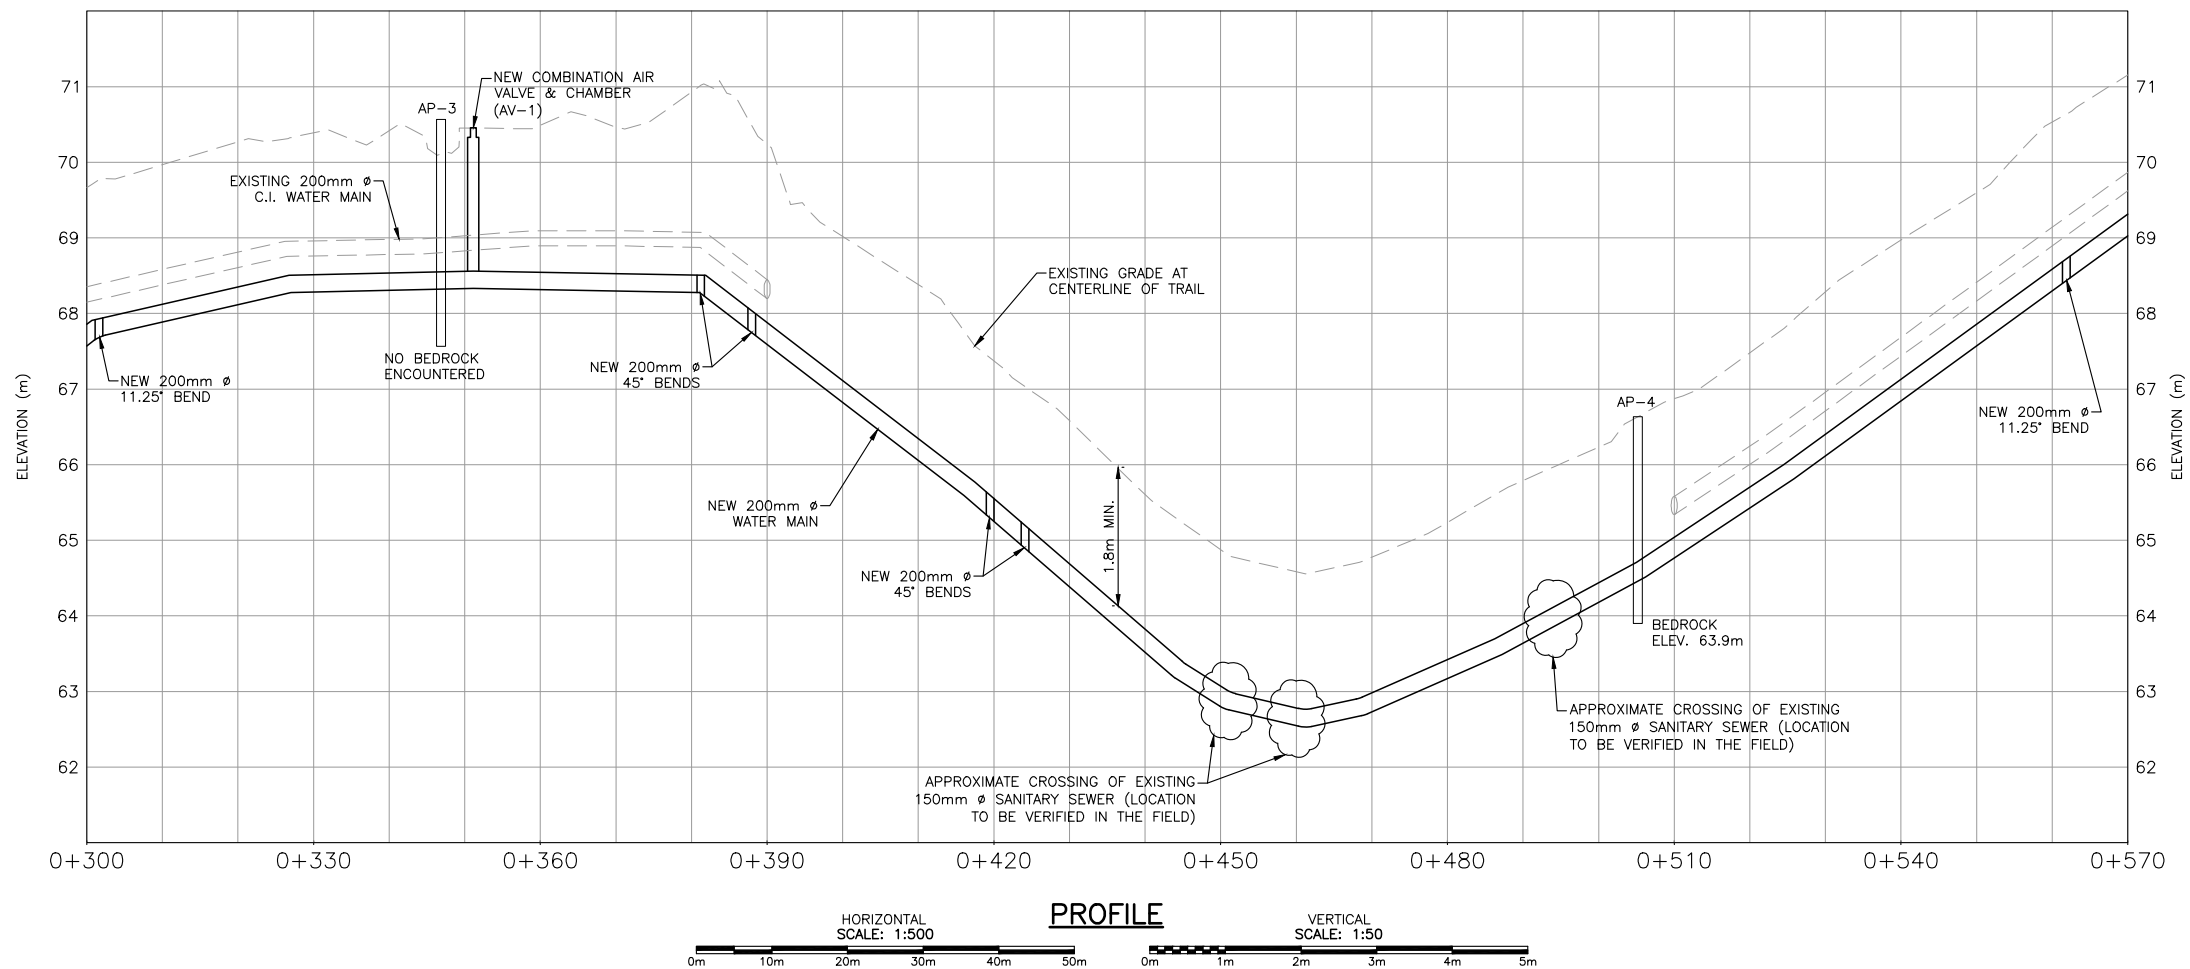 NEW COMBINATION AIR
VALVE & CHAMBER
(AV-1)
AP-3
71
71
70
70
EXISTING 200mm ø
C.I. WATER MAIN
69
69
EXISTING GRADE AT
CENTERLINE OF TRAIL
68
68
NO BEDROCK
ENCOUNTERED
NEW 200mm ø
45° BENDS
NEW 200mm ø
11.25° BEND
67
67
ELEVATION (m)
ELEVATION (m)
AP-4
NEW 200mm ø
11.25° BEND
66
66
NEW 200mm ø
WATER MAIN
1.8m MIN.
65
65
NEW 200mm ø
45° BENDS
64
64
BEDROCK
ELEV. 63.9m
63
63
APPROXIMATE CROSSING OF EXISTING
150mm ø SANITARY SEWER (LOCATION
TO BE VERIFIED IN THE FIELD)
62
62
APPROXIMATE CROSSING OF EXISTING
150mm ø SANITARY SEWER (LOCATION
TO BE VERIFIED IN THE FIELD)
0+300 0+330 0+360 0+390 0+420 0+450 0+480 0+510 0+540 0+570
PROFILE
HORIZONTAL
SCALE: 1:500
0m 10m 20m 30m 40m 50m
VERTICAL
SCALE: 1:50
0m 1m 2m 3m 4m 5m